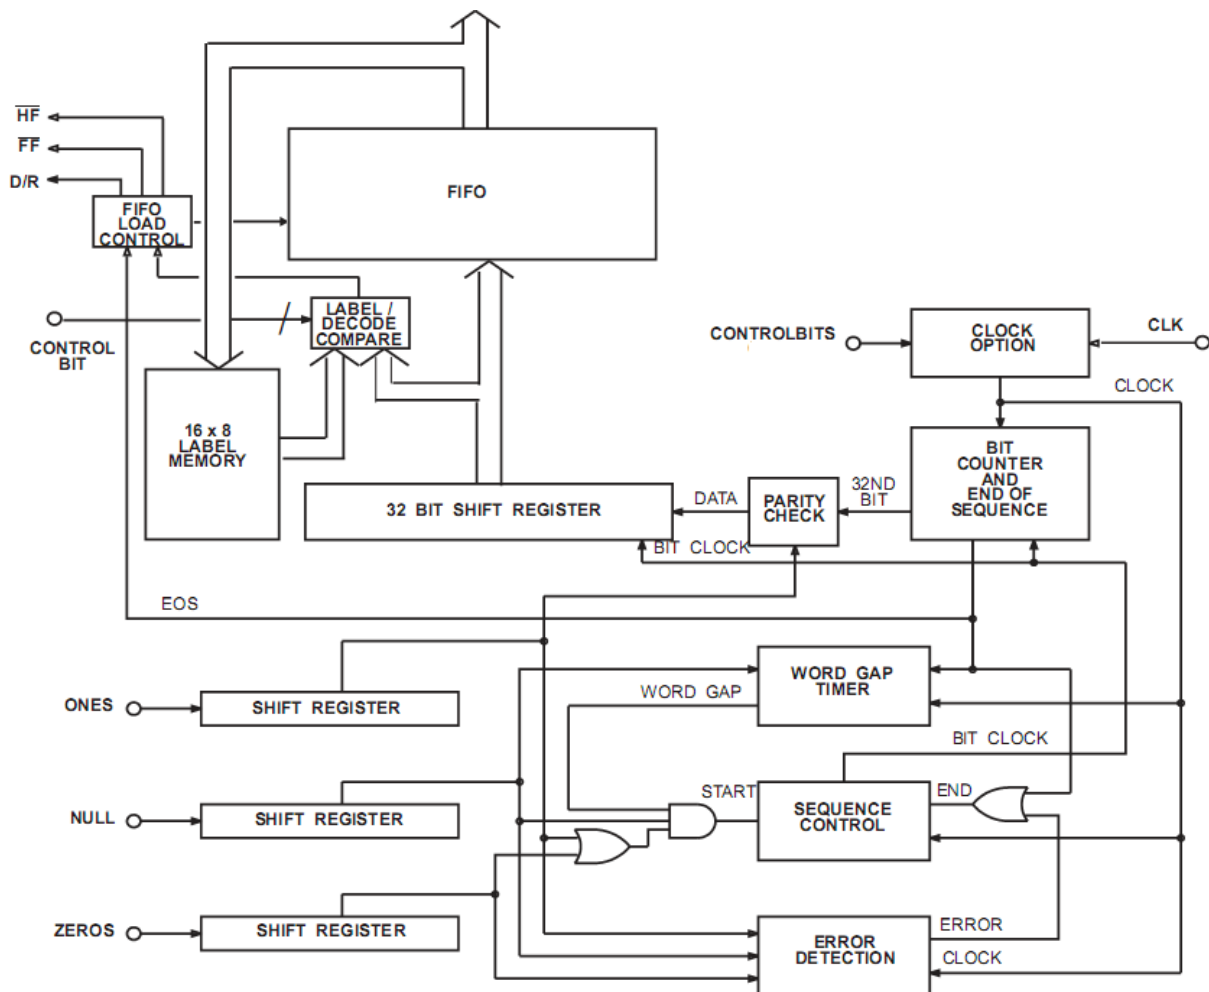 HF
FF
D/R
FIFO
LOAD
CONTROL
FIFO
CONTROL
BIT
LABEL /
DECODE
COMPARE
CONTROLBITS
CLOCK
OPTION
CLK
CLOCK
16 x 8
LABEL
MEMORY
BIT
COUNTER
AND
END OF
SEQUENCE
32 BIT SHIFT REGISTER
DATA
PARITY
CHECK
32ND
BIT
BIT CLOCK
EOS
WORD GAP
TIMER
WORD GAP
ONES
SHIFT REGISTER
BIT CLOCK
START
SEQUENCE
CONTROL
END
NULL
SHIFT REGISTER
ZEROS
SHIFT REGISTER
ERROR
DETECTION
ERROR
CLOCK